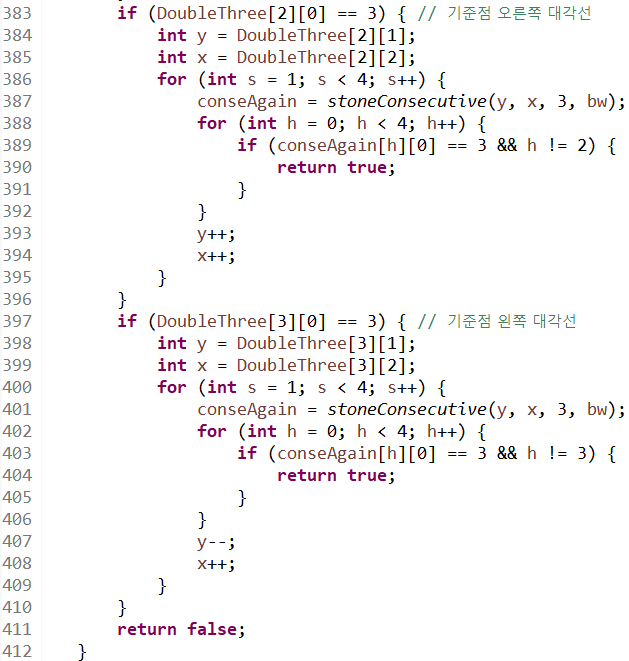 383 if (DoubleThree[2][0] == 3) { // 기준점 오른쪽 대각선
384 int y = DoubleThree[2][1];
385 int x = DoubleThree[2][2];
386 for (int s = 1; s < 4; s++) {
387 conseAgain = stoneConsecutive(y, x, 3, bw);
388 for (int h = 0; h < 4; h++) {
389 if (conseAgain[h][0] == 3 && h != 2) {
390 return true;
391 }
392 }
393 y++;
394 x++;
395 }
396 }
397 if (DoubleThree[3][0] == 3) { // 기준점 왼쪽 대각선
398 int y = DoubleThree[3][1];
399 int x = DoubleThree[3][2];
400 for (int s = 1; s < 4; s++) {
401 conseAgain = stoneConsecutive(y, x, 3, bw);
402 for (int h = 0; h < 4; h++) {
403 if (conseAgain[h][0] == 3 && h != 3) {
404 return true;
405 }
406 }
407 y--;
408 x++;
409 }
410 }
411 return false;
412 }